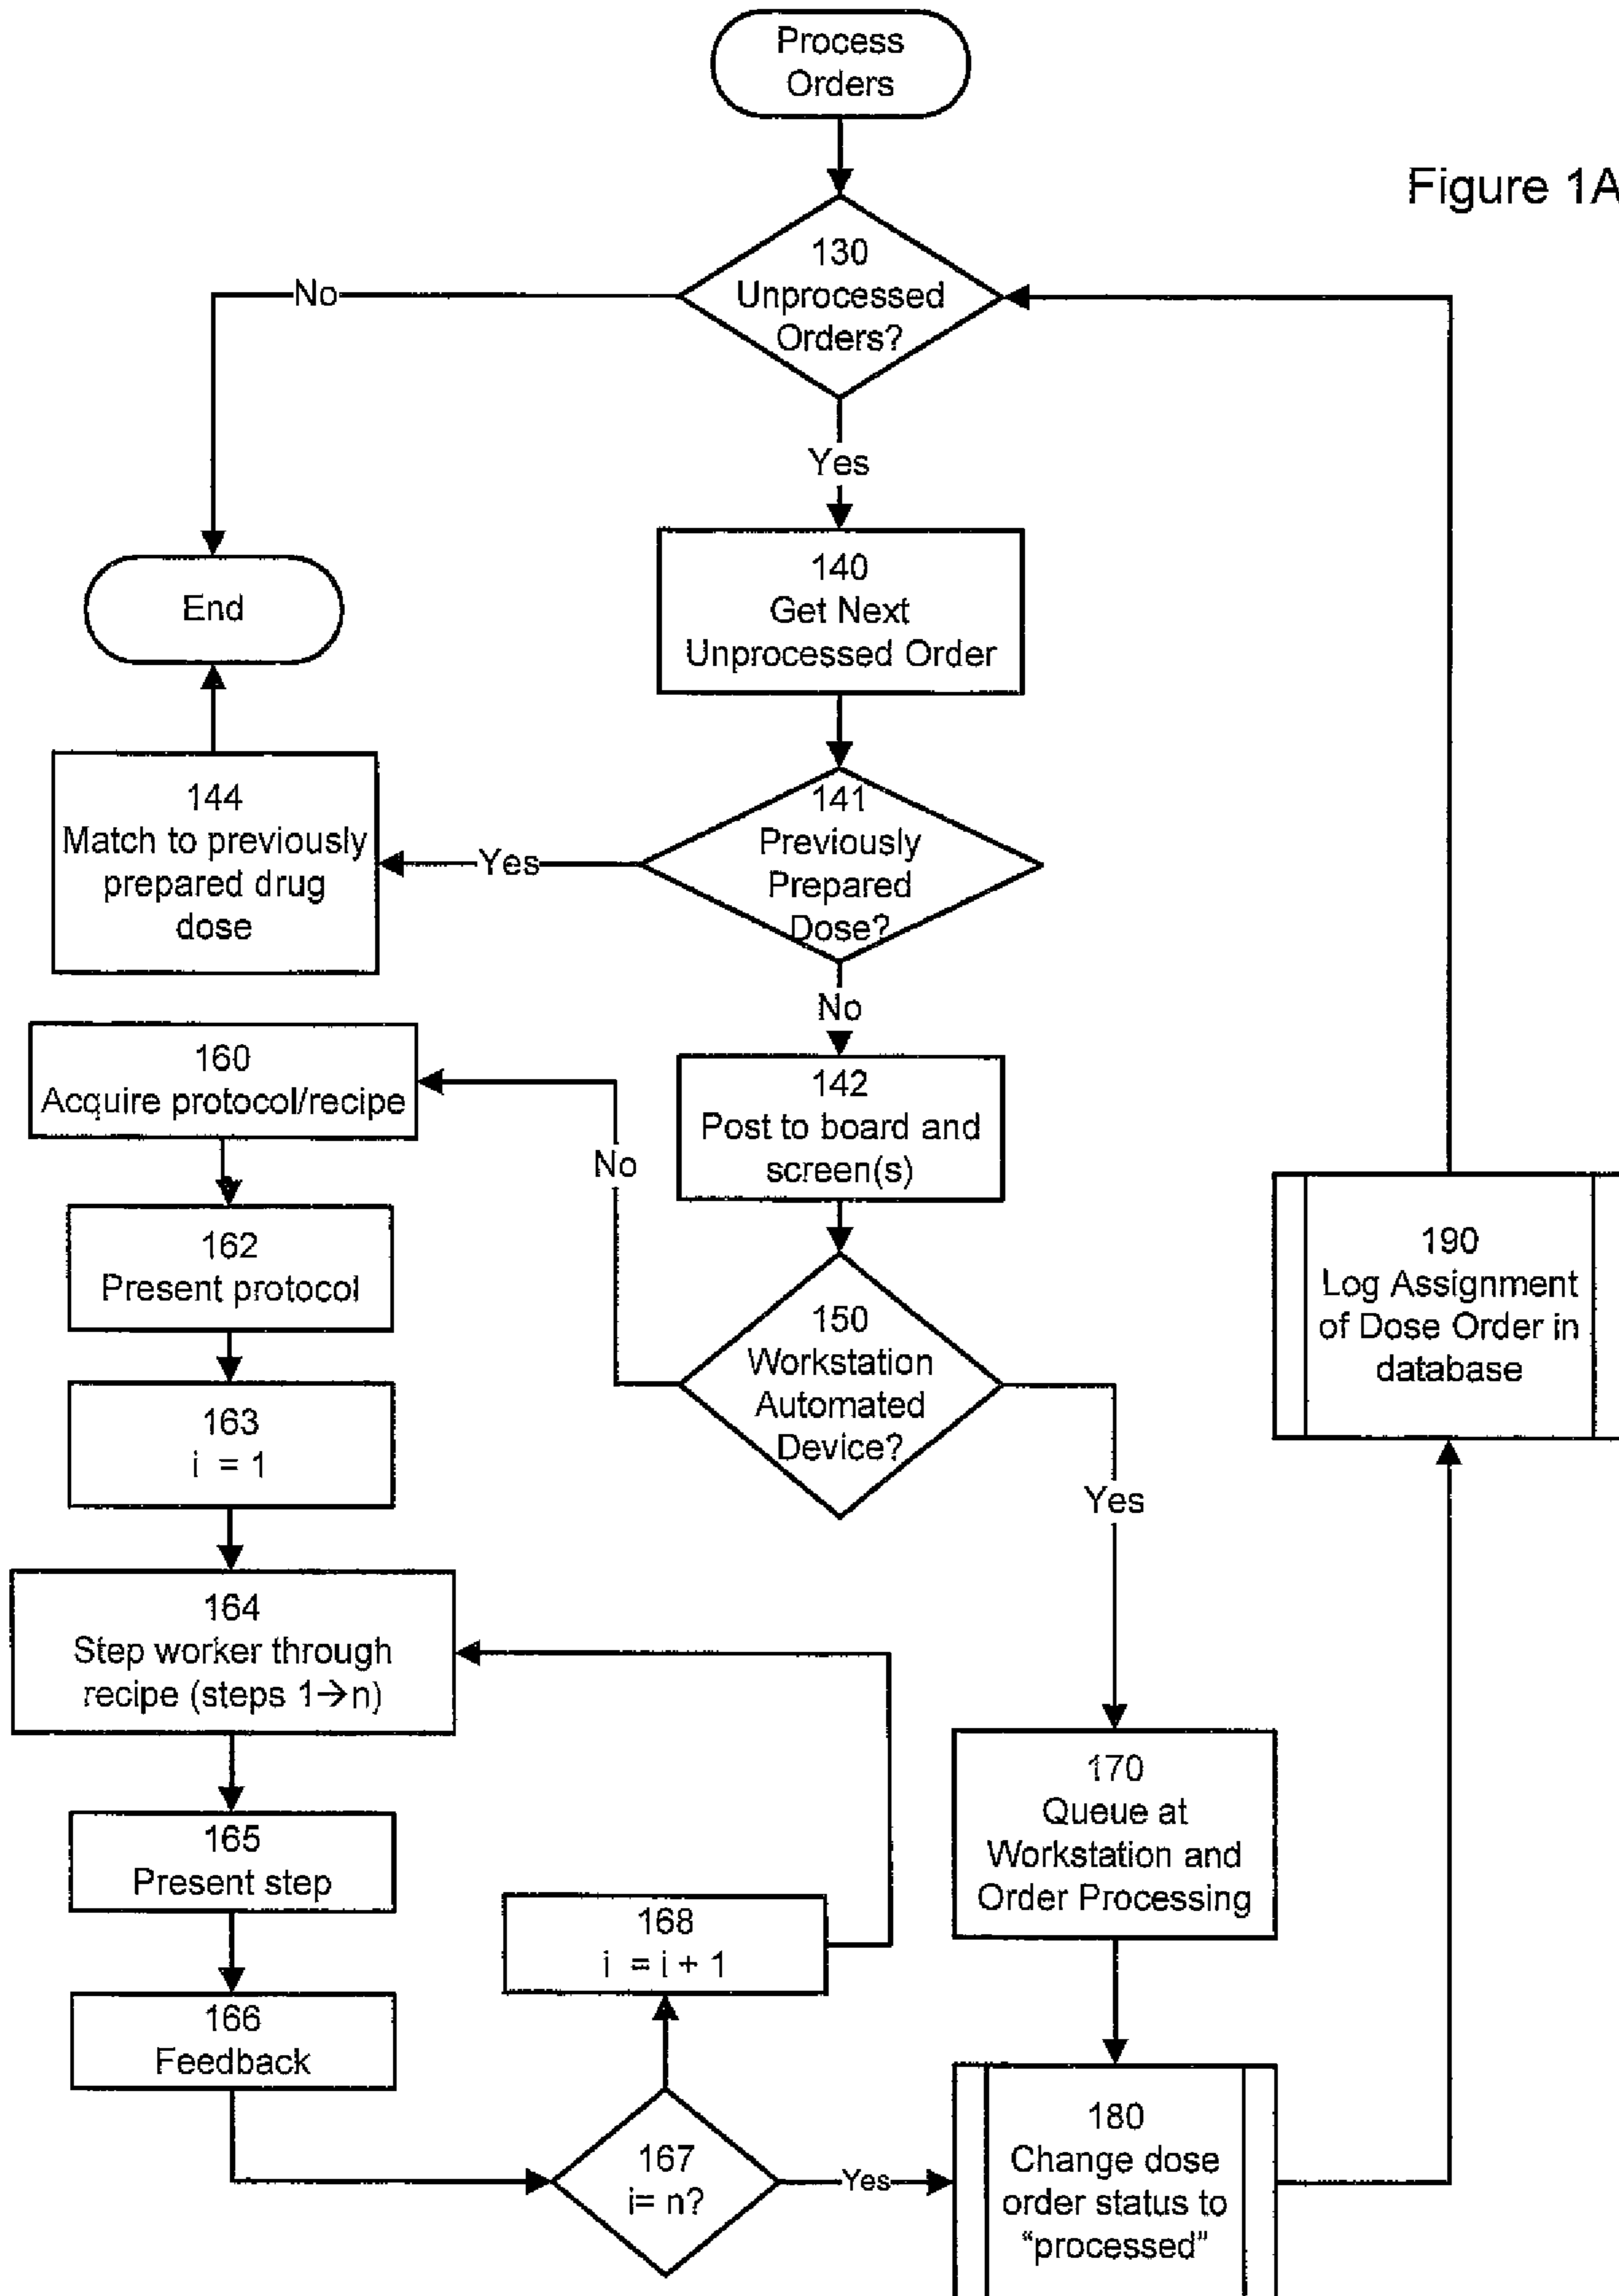 Process
Orders
Figure 1A
130
Unprocessed
Orders?
No
Yes
140
Get Next
Unprocessed Order
End
144
Match to previously
prepared drug
dose
Yes
141
Previously
Prepared
Dose?
No
160
Acquire protocol/recipe
142
Post to board and
screen(s)
No
162
Present protocol
150
Workstation
Automated
Device?
190
Log Assignment
of Dose Order in
database
163
i = 1
Yes
164
Step worker through
recipe (steps 1→n)
170
Queue at
Workstation and
Order Processing
165
Present step
168
i = i + 1
166
Feedback
167
i= n?
Yes
180
Change dose
order status to
“processed”